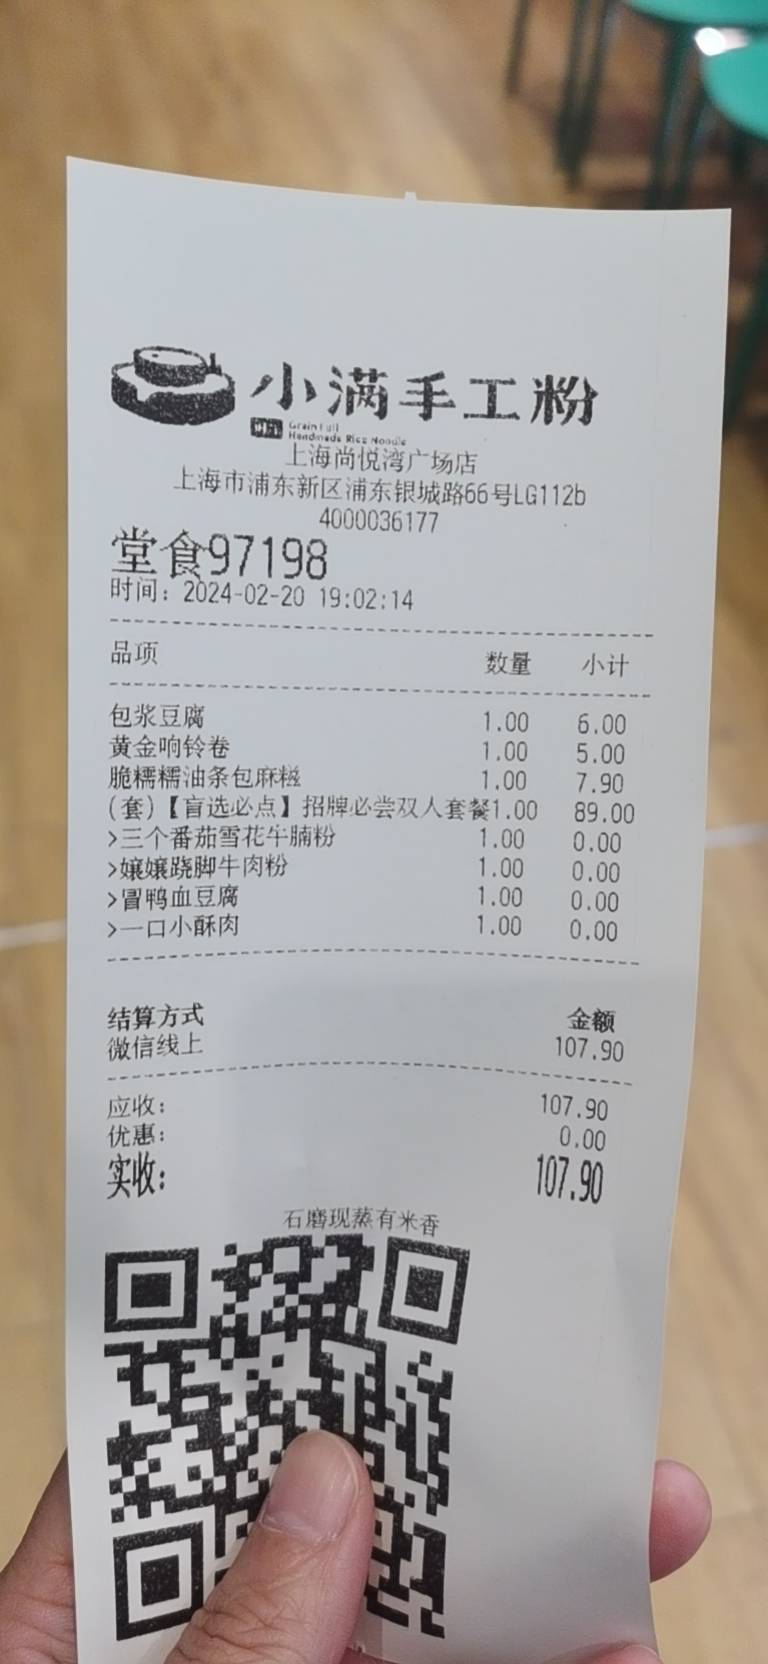 小满手工粉
Grain Full
Handmade Rice Noodle
上海尚悦湾广场店
上海市浦东新区浦东银城路66号LG112b
4000036177
堂食97198
时间：2024-02-20 19:02:14
品项 数量 小计
包浆豆腐 1.00 6.00
黄金响铃卷 1.00 5.00
脆糯糯油条包麻糍 1.00 7.90
(套)【盲选必点】招牌必尝双人套餐1.00 89.00
>三个番茄雪花牛腩粉 1.00 0.00
>嬢嬢跷脚牛肉粉 1.00 0.00
>冒鸭血豆腐 1.00 0.00
>一口小酥肉 1.00 0.00
结算方式 金额
微信线上 107.90
应收: 107.90
优惠: 0.00
实收: 107.90
石磨现蒸有米香